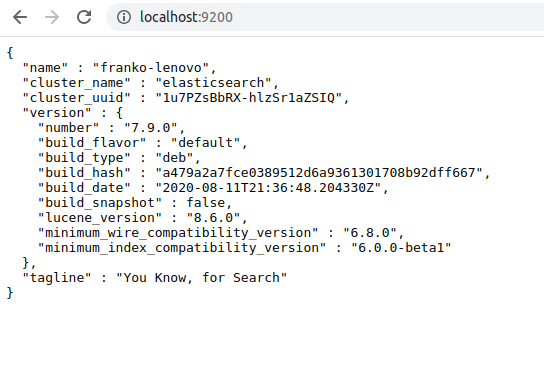 localhost:9200
{
  "name" : "franko-lenovo",
  "cluster_name" : "elasticsearch",
  "cluster_uuid" : "1u7PZsBbRX-hlzSr1aZSIQ",
  "version" : {
    "number" : "7.9.0",
    "build_flavor" : "default",
    "build_type" : "deb",
    "build_hash" : "a479a2a7fce0389512d6a9361301708b92dff667",
    "build_date" : "2020-08-11T21:36:48.204330Z",
    "build_snapshot" : false,
    "lucene_version" : "8.6.0",
    "minimum_wire_compatibility_version" : "6.8.0",
    "minimum_index_compatibility_version" : "6.0.0-beta1"
  },
  "tagline" : "You Know, for Search"
}